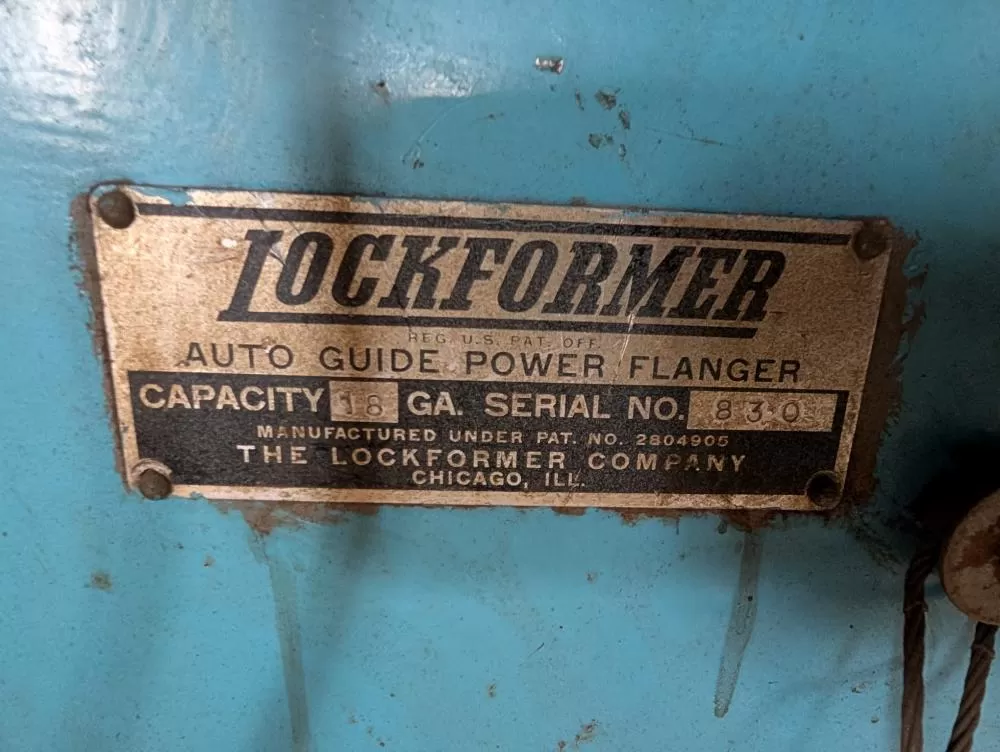 LOCKFORMER
REG. U.S. PAT. OFF.
AUTO GUIDE POWER FLANGER
CAPACITY 18 GA. SERIAL NO. 830
MANUFACTURED UNDER PAT. NO. 2804905
THE LOCKFORMER COMPANY
CHICAGO, ILL.